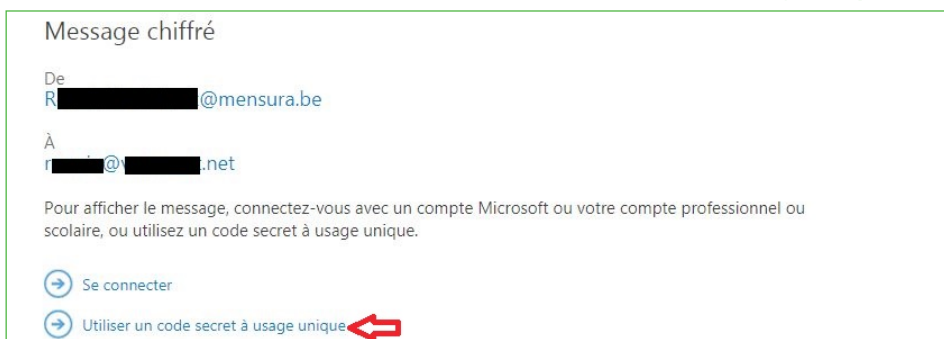 Message chiffré
De
R @mensura.be
À
r @v .net
Pour afficher le message, connectez-vous avec un compte Microsoft ou votre compte professionnel ou
scolaire, ou utilisez un code secret à usage unique.
Se connecter
Utiliser un code secret à usage unique